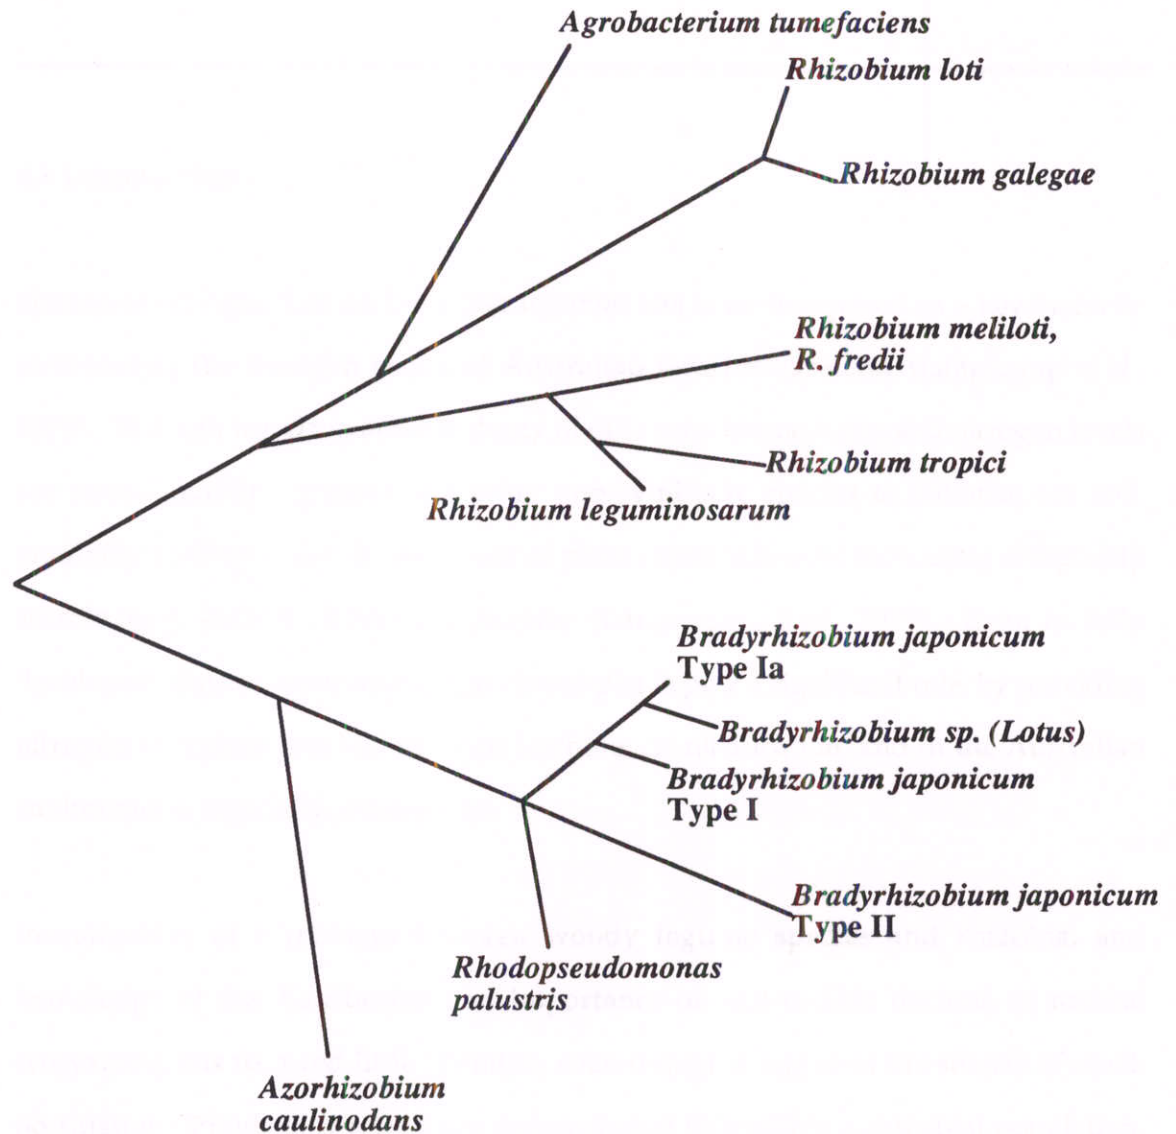 Agrobacterium tumefaciens
Rhizobium loti
Rhizobium galegae
Rhizobium meliloti,
R. fredii
Rhizobium tropici
Rhizobium leguminosarum
Bradyrhizobium japonicum
Type Ia
Bradyrhizobium sp. (Lotus)
Bradyrhizobium japonicum
Type I
Bradyrhizobium japonicum
Type II
Rhodopseudomonas
palustris
Azorhizobium
caulinodans